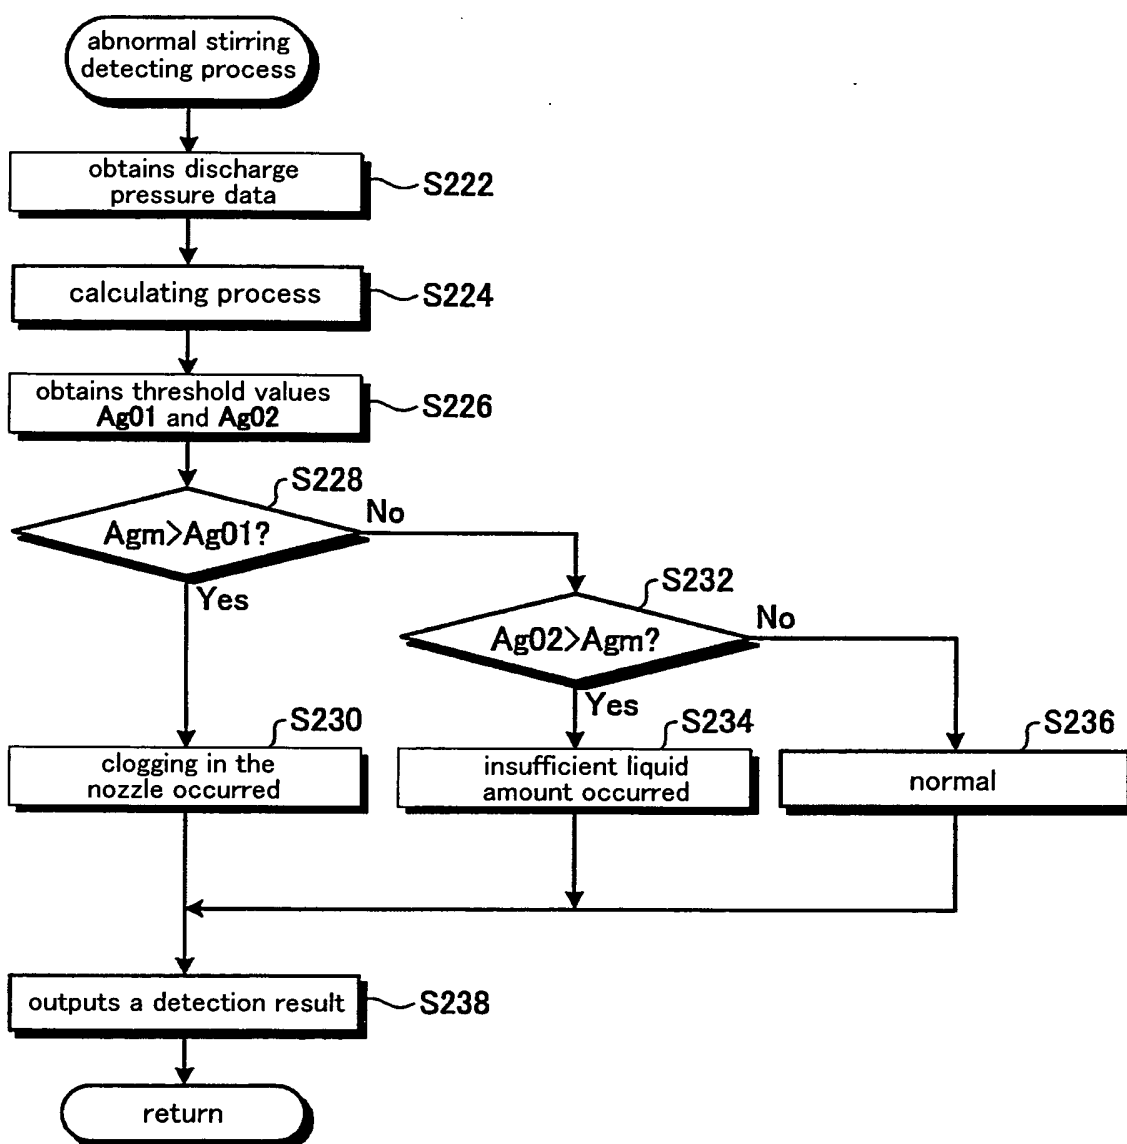 abnormal stirring
detecting process
obtains discharge
pressure data
S222
calculating process
S224
obtains threshold values
Ag01 and Ag02
S226
S228
Agm>Ag01?
No
Yes
S232
Ag02>Agm?
No
Yes
S230
clogging in the
nozzle occurred
S234
insufficient liquid
amount occurred
S236
normal
outputs a detection result
S238
return